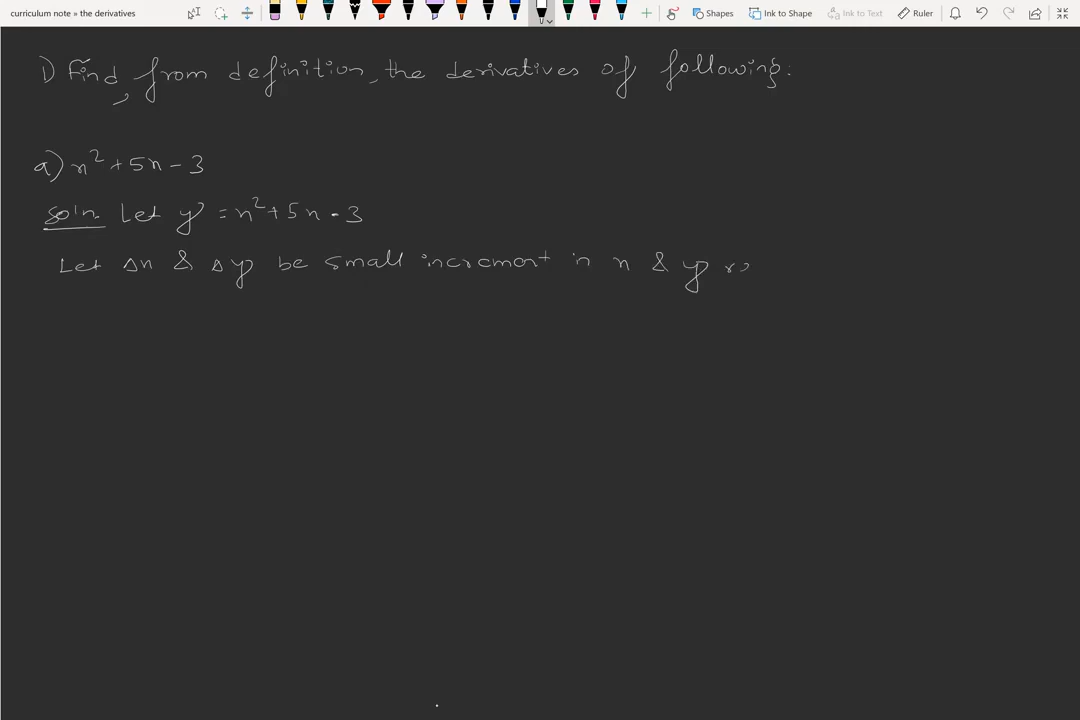 curriculum note » the derivatives
Shapes
Ink to Shape
Ink to Text
Ruler
1) Find, from definition, the derivatives of following:
a) x² + 5x - 3
Soln. Let y = x² + 5x - 3
Let Δx & Δy be small increment in x & y